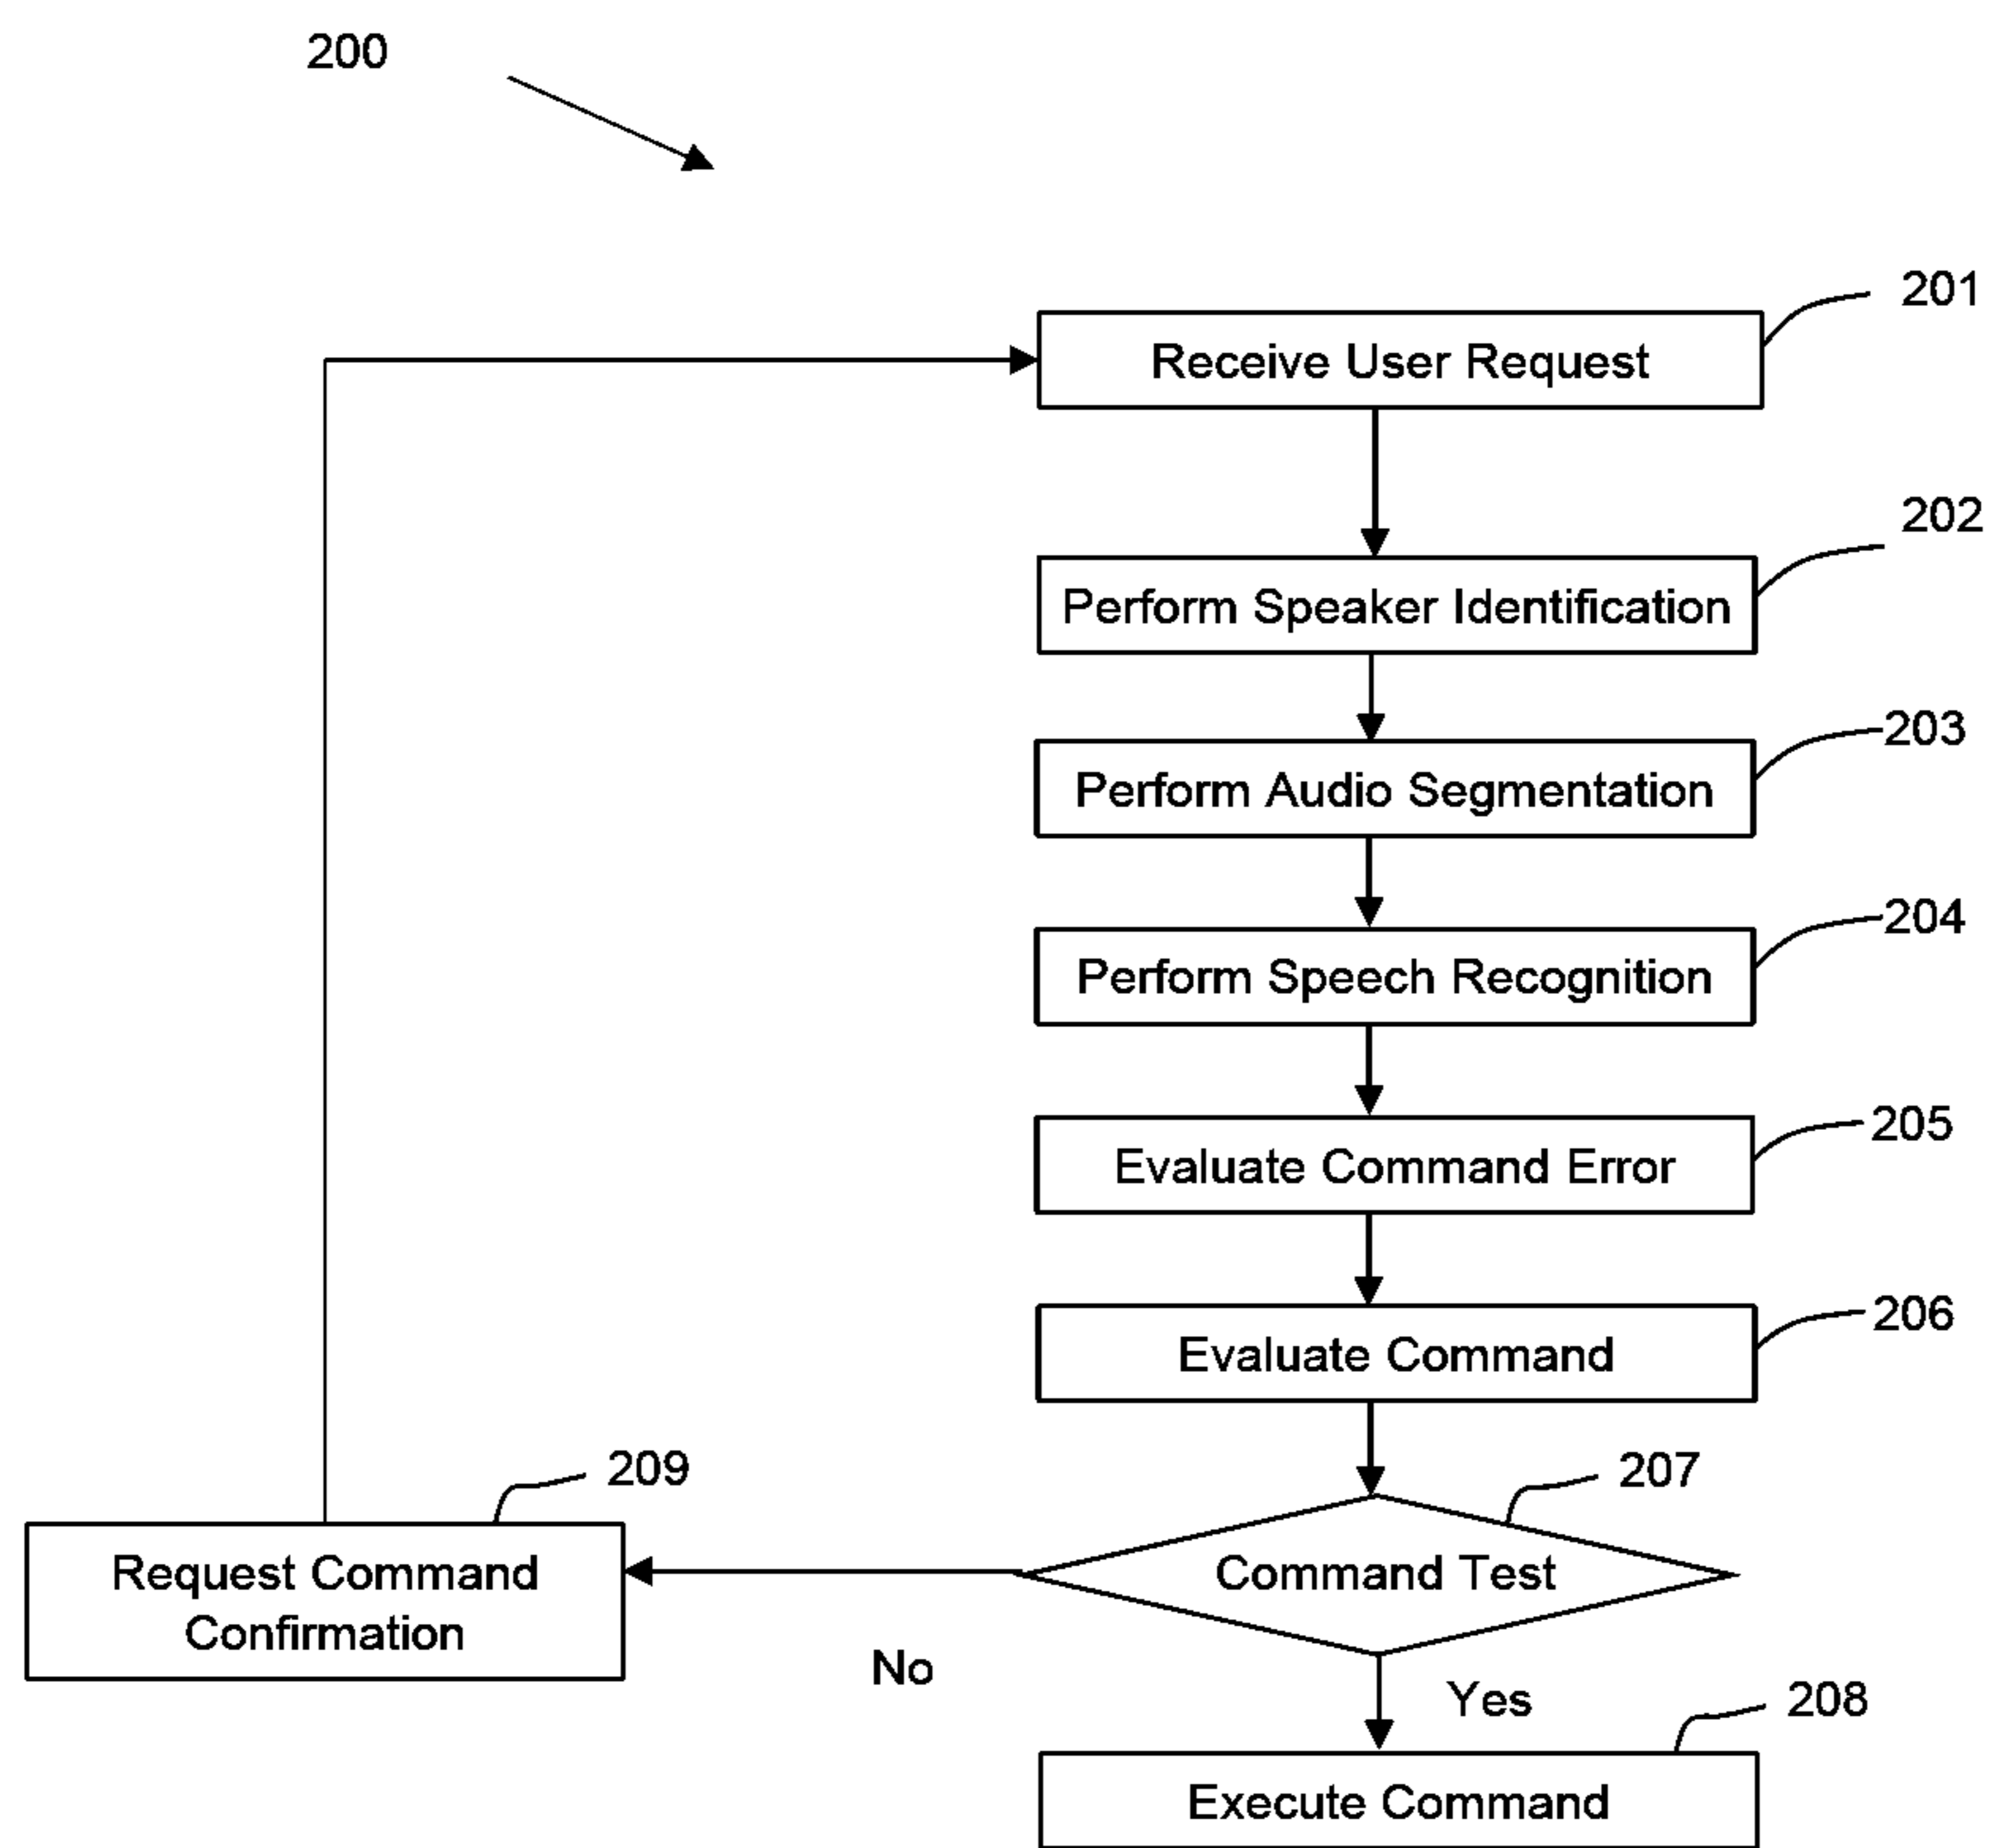 200
201
Receive User Request
202
Perform Speaker Identification
203
Perform Audio Segmentation
204
Perform Speech Recognition
205
Evaluate Command Error
206
Evaluate Command
209
207
Request Command
Confirmation
Command Test
No
Yes
208
Execute Command